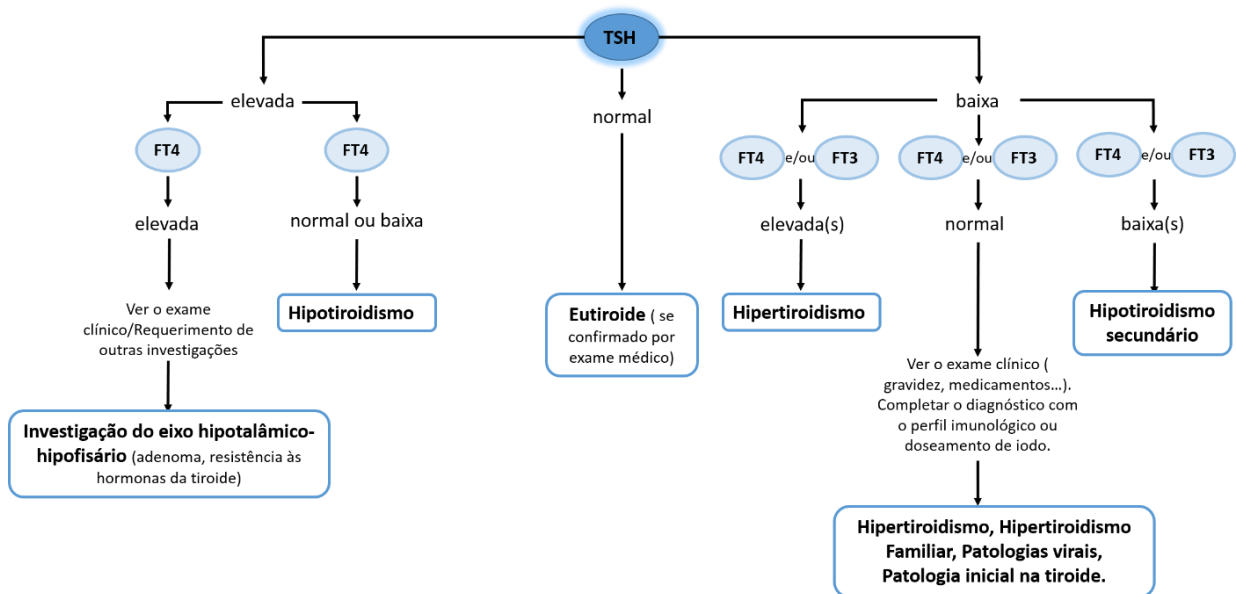 TSH
elevada
normal
baixa
FT4
FT4
FT4 e/ou FT3
FT4 e/ou FT3
FT4 e/ou FT3
elevada
normal ou baixa
elevada(s)
normal
baixa(s)
Ver o exame
clínico/Requerimento de
outras investigações
Hipotiroidismo
Eutiroide ( se
confirmado por
exame médico)
Hipertiroidismo
Hipotiroidismo
secundário
Ver o exame clínico (
gravidez, medicamentos...).
Completar o diagnóstico com
o perfil imunológico ou
doseamento de iodo.
Investigação do eixo hipotalâmico-
hipofisário (adenoma, resistência às
hormonas da tiroide)
Hipertiroidismo, Hipertiroidismo
Familiar, Patologias virais,
Patologia inicial na tiroide.